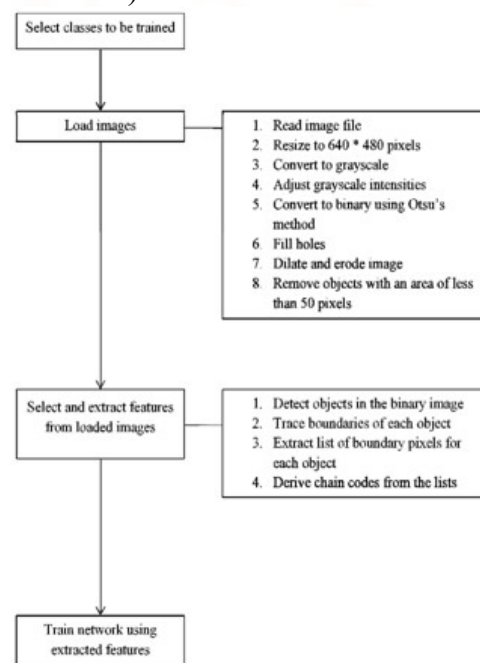 Select classes to be trained
Load images
1. Read image file
2. Resize to 640 * 480 pixels
3. Convert to grayscale
4. Adjust grayscale intensities
5. Convert to binary using Otsu's
method
6. Fill holes
7. Dilate and erode image
8. Remove objects with an area of less
than 50 pixels
Select and extract features
from loaded images
1. Detect objects in the binary image
2. Trace boundaries of each object
3. Extract list of boundary pixels for
each object
4. Derive chain codes from the lists
Train network using
extracted features